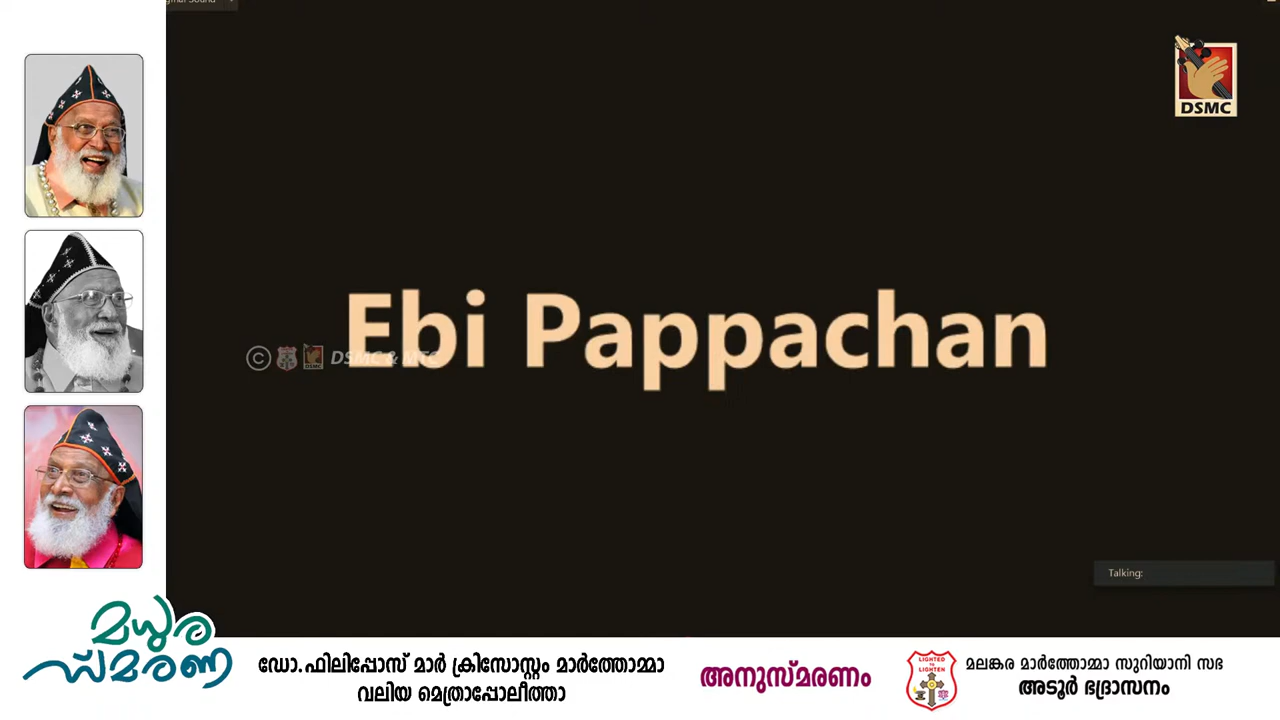 DSMC
Ebi Pappachan
© DSMC DSMC & MTC
Talking:
മധുര
സ്മരണ
ഡോ.ഫിലിപ്പോസ് മാർ ക്രിസോസ്റ്റം മാർത്തോമ്മാ
വലിയ മെത്രാപ്പോലീത്താ
അനുസ്മരണം
LIGHTED TO LIGHTEN
മലങ്കര മാർത്തോമ്മാ സുറിയാനി സഭ
അടൂർ ഭദ്രാസനം